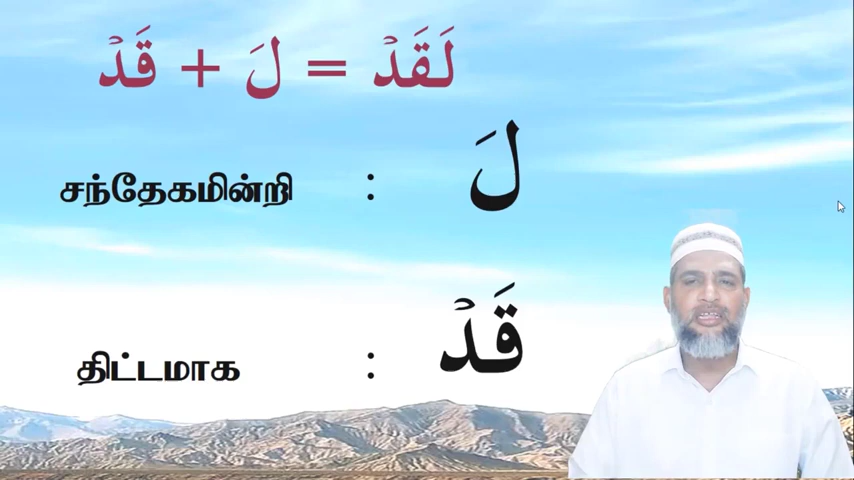 لَقَدْ = لَ + قَدْ
لَ : சந்தேகமின்றி
قَدْ : திட்டமாக